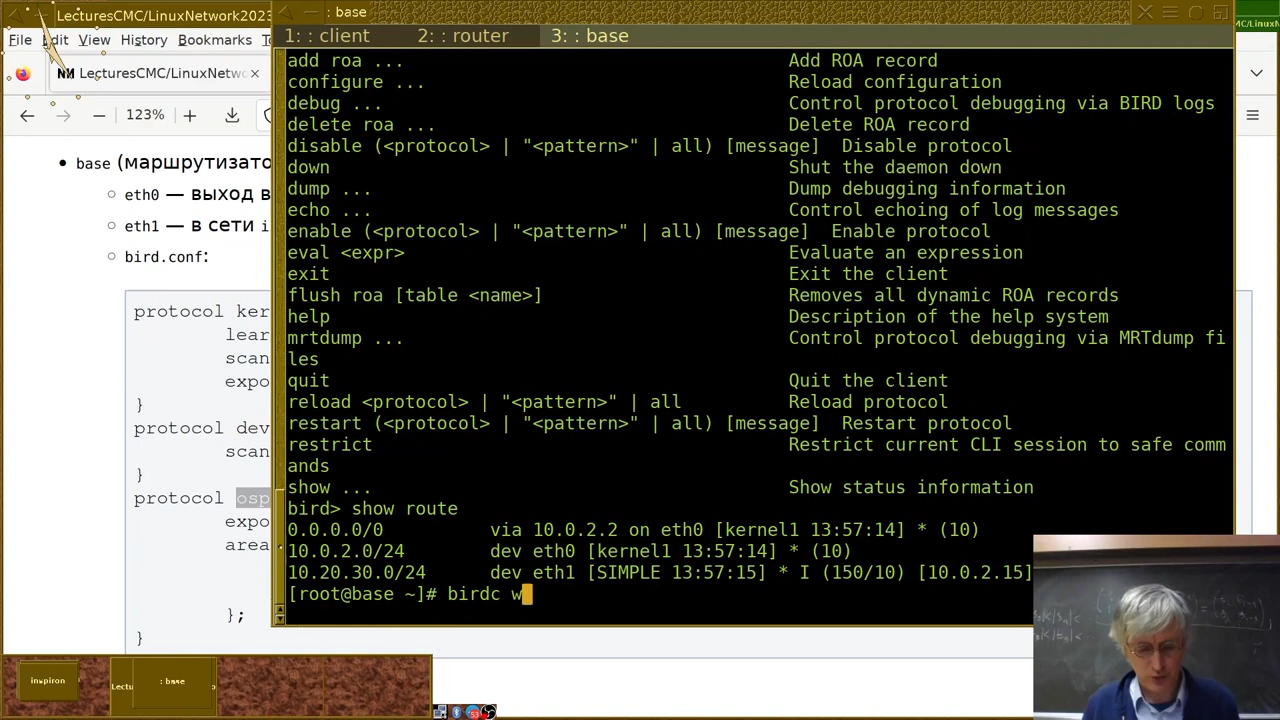 LecturesCMC/LinuxNetwork2023
: base
CMC/Linu
File Edit View History Bookmarks
1: : client 2: : router 3: : base
LecturesCMC/LinuxNetwo
123%
base (маршрутизато
eth0 — выход в
eth1 — в сети i
bird.conf:
protocol ker
lear
scan
expo
}
protocol dev
scan
}
protocol osp
expo
area
};
}
add roa ... Add ROA record
configure ... Reload configuration
debug ... Control protocol debugging via BIRD logs
delete roa ... Delete ROA record
disable (<protocol> | "<pattern>" | all) [message] Disable protocol
down Shut the daemon down
dump ... Dump debugging information
echo ... Control echoing of log messages
enable (<protocol> | "<pattern>" | all) [message] Enable protocol
eval <expr> Evaluate an expression
exit Exit the client
flush roa [table <name>] Removes all dynamic ROA records
help Description of the help system
mrtdump ... Control protocol debugging via MRTdump fi
les
quit Quit the client
reload <protocol> | "<pattern>" | all Reload protocol
restart (<protocol> | "<pattern>" | all) [message] Restart protocol
restrict Restrict current CLI session to safe comm
ands
show ... Show status information
bird> show route
0.0.0.0/0 via 10.0.2.2 on eth0 [kernel1 13:57:14] * (10)
10.0.2.0/24 dev eth0 [kernel1 13:57:14] * (10)
10.20.30.0/24 dev eth1 [SIMPLE 13:57:15] * I (150/10) [10.0.2.15]
[root@base ~]# birdc w
inspiron
Lectu
: base
53